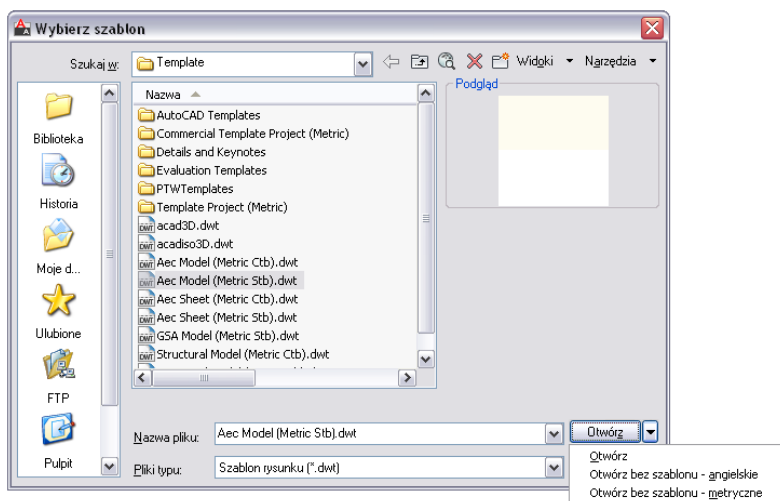 Wybierz szablon
Szukaj w:
Template
Widoki
Narzędzia
Biblioteka
Historia
Moje d...
Ulubione
FTP
Pulpit
Nazwa
AutoCAD Templates
Commercial Template Project (Metric)
Details and Keynotes
Evaluation Templates
PTWTemplates
Template Project (Metric)
acad3D.dwt
acadiso3D.dwt
Aec Model (Metric Ctb).dwt
Aec Model (Metric Stb).dwt
Aec Sheet (Metric Ctb).dwt
Aec Sheet (Metric Stb).dwt
GSA Model (Metric Stb).dwt
Structural Model (Metric Ctb).dwt
Podgląd
Nazwa pliku:
Aec Model (Metric Stb).dwt
Otwórz
Pliki typu:
Szablon rysunku (*.dwt)
Otwórz
Otwórz bez szablonu - angielskie
Otwórz bez szablonu - metryczne